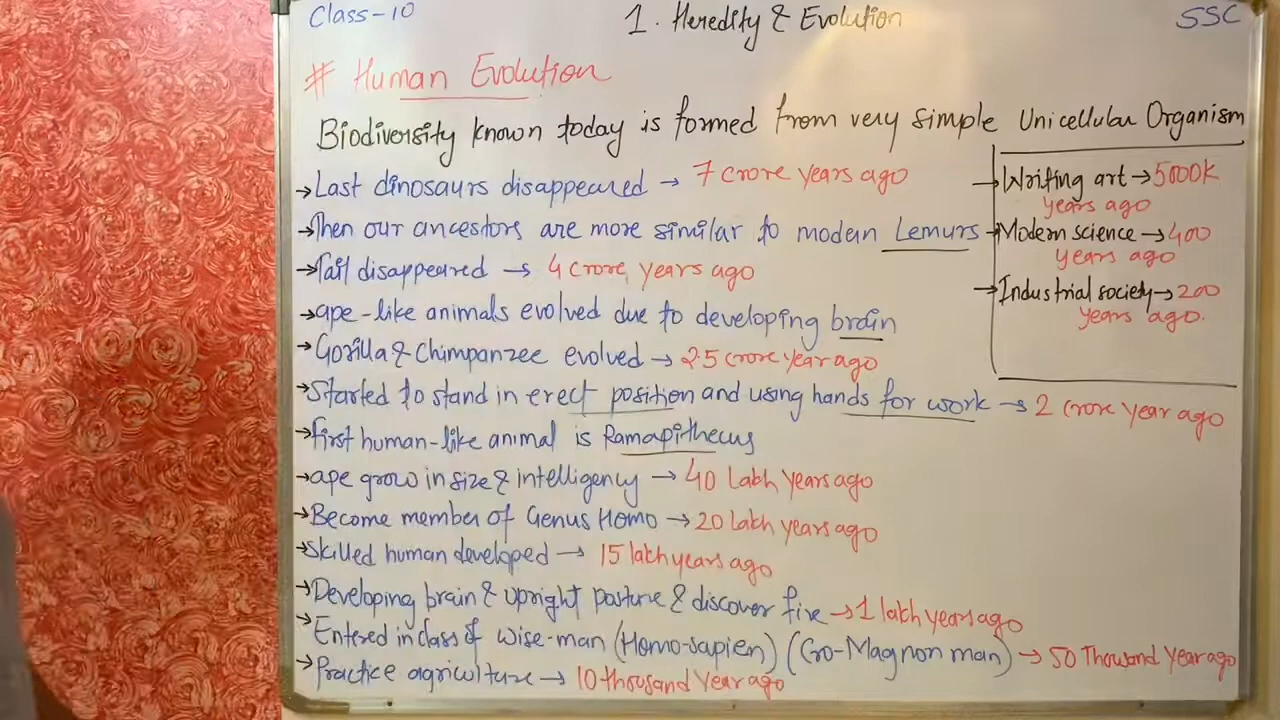 Class-10
1. Heredity & Evolution
SSC
# Human Evolution
Biodiversity known today is formed from very simple Unicellular Organism
→Last dinosaurs disappeared → 7 crore years ago
→Then our ancestors are more similar to modern Lemurs
→Tail disappeared → 4 crore years ago
→ape-like animals evolved due to developing brain
→Gorilla & Chimpanzee evolved → 2.5 crore year ago
→Started to stand in erect position and using hands for work → 2 crore year ago
→first human-like animal is Ramapithecus
→ape grow in size & intelligency → 40 Lakh years ago
→Become member of Genus Homo → 20 lakh years ago
→Skilled human developed → 15 lakh years ago
→Developing brain & upright posture & discover fire → 1 lakh years ago
→Entered in class of wise-man (Homo-sapien) (Cro-Magnon man) → 50 Thousand Year ago
→Practice agriculture → 10 thousand Year ago
→Writing art → 5000k
years ago
→Modern science → 400
years ago
→Industrial society → 200
years ago.